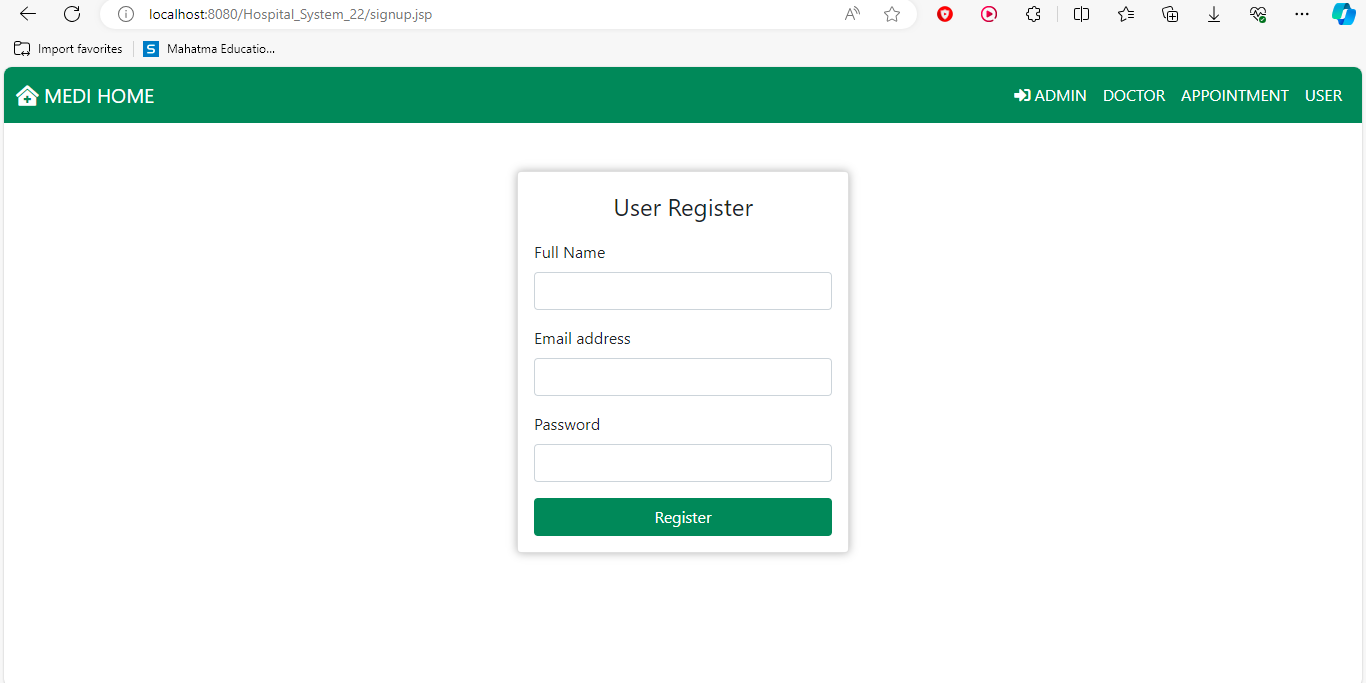 localhost:8080/Hospital_System_22/signup.jsp
Import favorites
S Mahatma Educatio...
MEDI HOME
ADMIN DOCTOR APPOINTMENT USER
User Register
Full Name
Email address
Password
Register